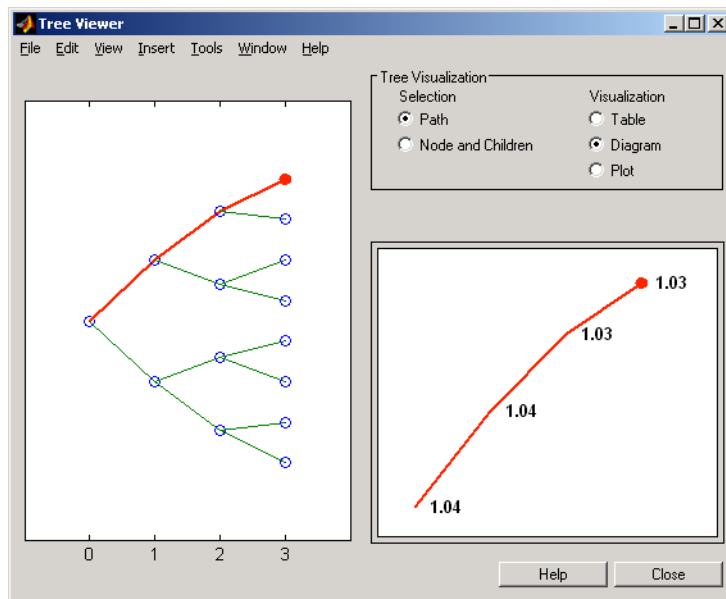 Tree Viewer
File Edit View Insert Tools Window Help
Tree Visualization
Selection
Path
Node and Children
Visualization
Table
Diagram
Plot
0 1 2 3
1.03
1.03
1.04
1.04
Help Close